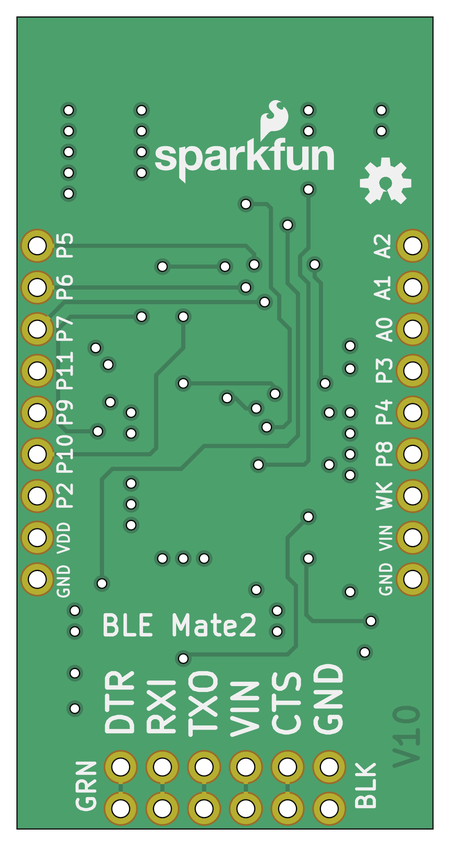 sparkfun
P5
A2
P6
A1
P7
A0
P11
P3
P9
P4
P10
P8
P2
WK
VDD
VIN
GND
GND
BLE Mate2
DTR
RXI
TXO
VIN
CTS
GND
V10
GRN
BLK